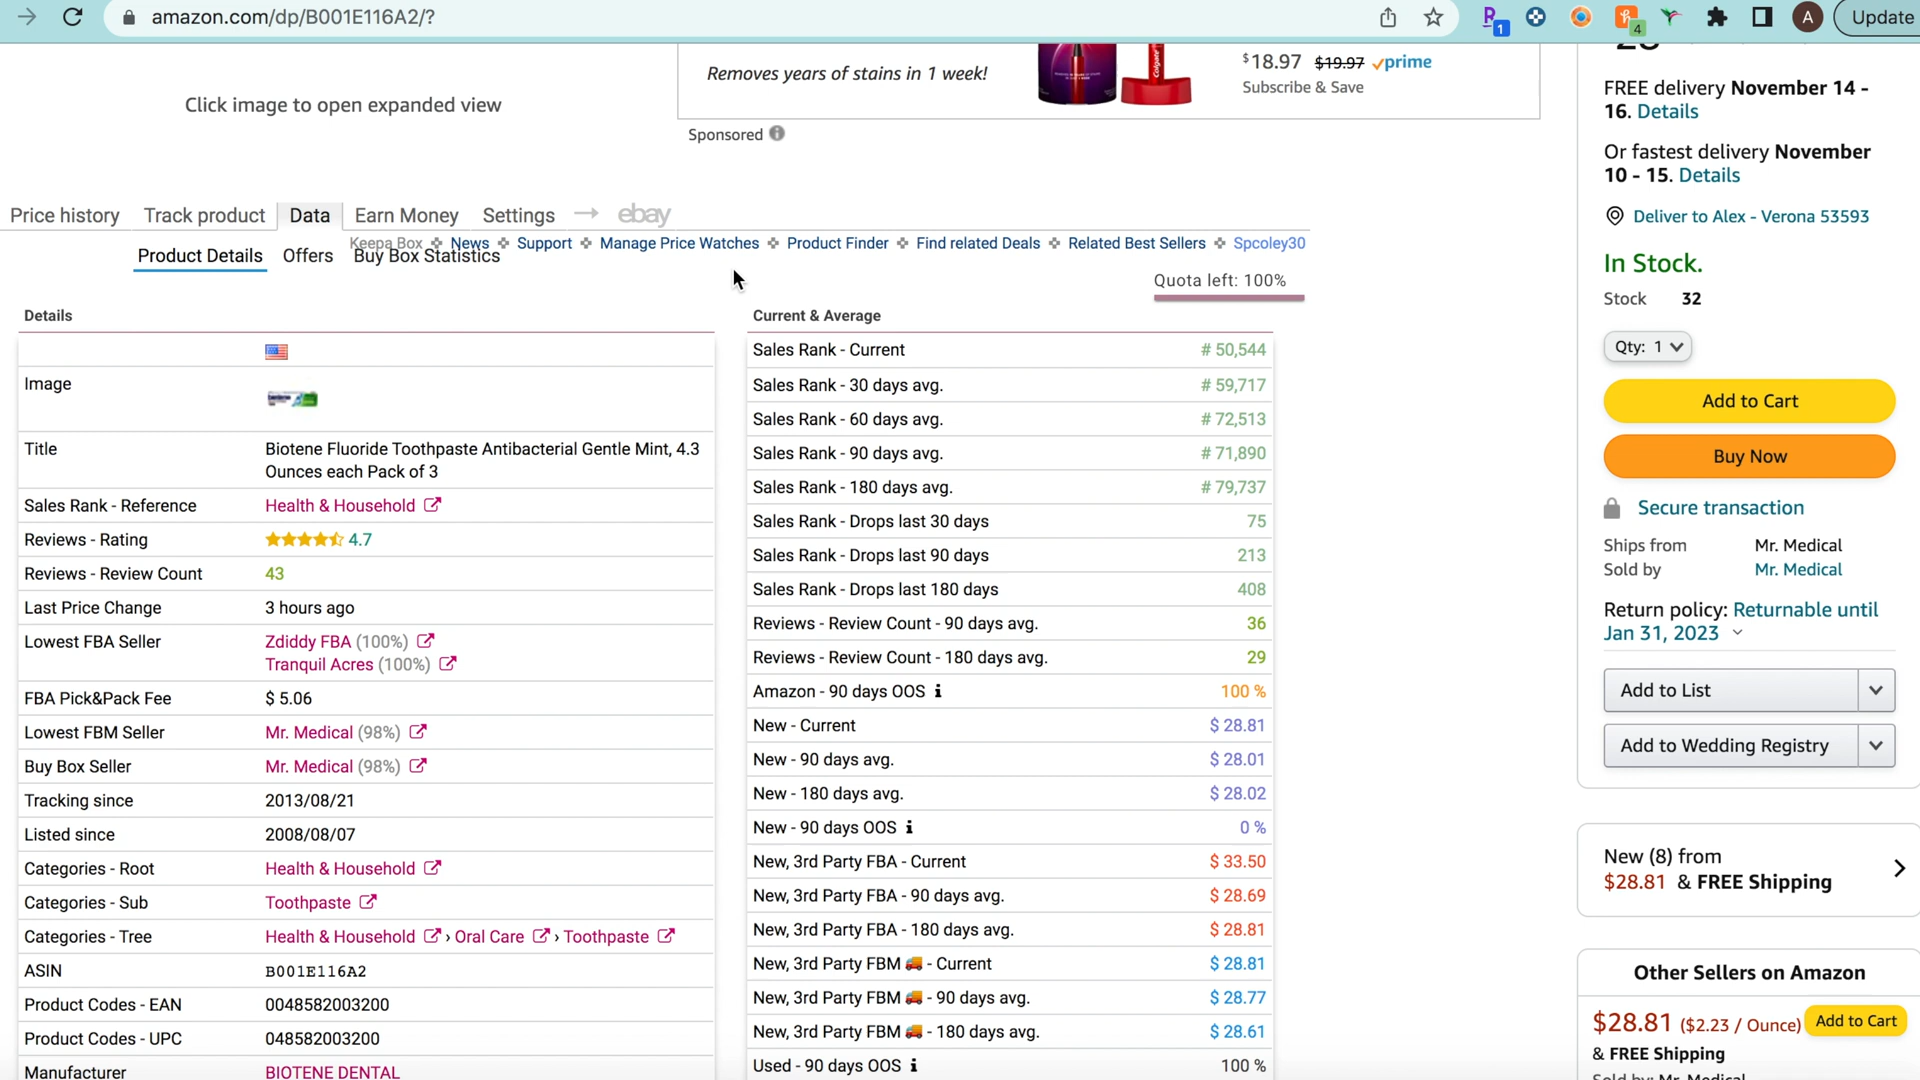 amazon.com/dp/B001E116A2/?
1
4
A
Update
Click image to open expanded view
Removes years of stains in 1 week!
Colgate
$18.97 $19.97 prime
Subscribe & Save
Sponsored
FREE delivery November 14 -
16. Details
Or fastest delivery November
10 - 15. Details
Deliver to Alex - Verona 53593
In Stock.
Stock 32
Qty: 1
Add to Cart
Buy Now
Secure transaction
Ships from Mr. Medical
Sold by Mr. Medical
Return policy: Returnable until
Jan 31, 2023
Add to List
Add to Wedding Registry
New (8) from
$28.81 & FREE Shipping
Other Sellers on Amazon
$28.81 ($2.23 / Ounce) Add to Cart
& FREE Shipping
Sold by: Mr. Medical
Price history Track product Data Earn Money Settings ebay
Keepa Box News Support Manage Price Watches Product Finder Find related Deals Related Best Sellers Spcoley30
Product Details Offers Buy Box Statistics
Quota left: 100%
Details
Image
Title Biotene Fluoride Toothpaste Antibacterial Gentle Mint, 4.3
Ounces each Pack of 3
Sales Rank - Reference Health & Household
Reviews - Rating 4.7
Reviews - Review Count 43
Last Price Change 3 hours ago
Lowest FBA Seller Zdiddy FBA (100%)
Tranquil Acres (100%)
FBA Pick&Pack Fee $ 5.06
Lowest FBM Seller Mr. Medical (98%)
Buy Box Seller Mr. Medical (98%)
Tracking since 2013/08/21
Listed since 2008/08/07
Categories - Root Health & Household
Categories - Sub Toothpaste
Categories - Tree Health & Household › Oral Care › Toothpaste
ASIN B001E116A2
Product Codes - EAN 0048582003200
Product Codes - UPC 048582003200
Manufacturer BIOTENE DENTAL
Current & Average
Sales Rank - Current # 50,544
Sales Rank - 30 days avg. # 59,717
Sales Rank - 60 days avg. # 72,513
Sales Rank - 90 days avg. # 71,890
Sales Rank - 180 days avg. # 79,737
Sales Rank - Drops last 30 days 75
Sales Rank - Drops last 90 days 213
Sales Rank - Drops last 180 days 408
Reviews - Review Count - 90 days avg. 36
Reviews - Review Count - 180 days avg. 29
Amazon - 90 days OOS 100 %
New - Current $ 28.81
New - 90 days avg. $ 28.01
New - 180 days avg. $ 28.02
New - 90 days OOS 0 %
New, 3rd Party FBA - Current $ 33.50
New, 3rd Party FBA - 90 days avg. $ 28.69
New, 3rd Party FBA - 180 days avg. $ 28.81
New, 3rd Party FBM - Current $ 28.81
New, 3rd Party FBM - 90 days avg. $ 28.77
New, 3rd Party FBM - 180 days avg. $ 28.61
Used - 90 days OOS 100 %